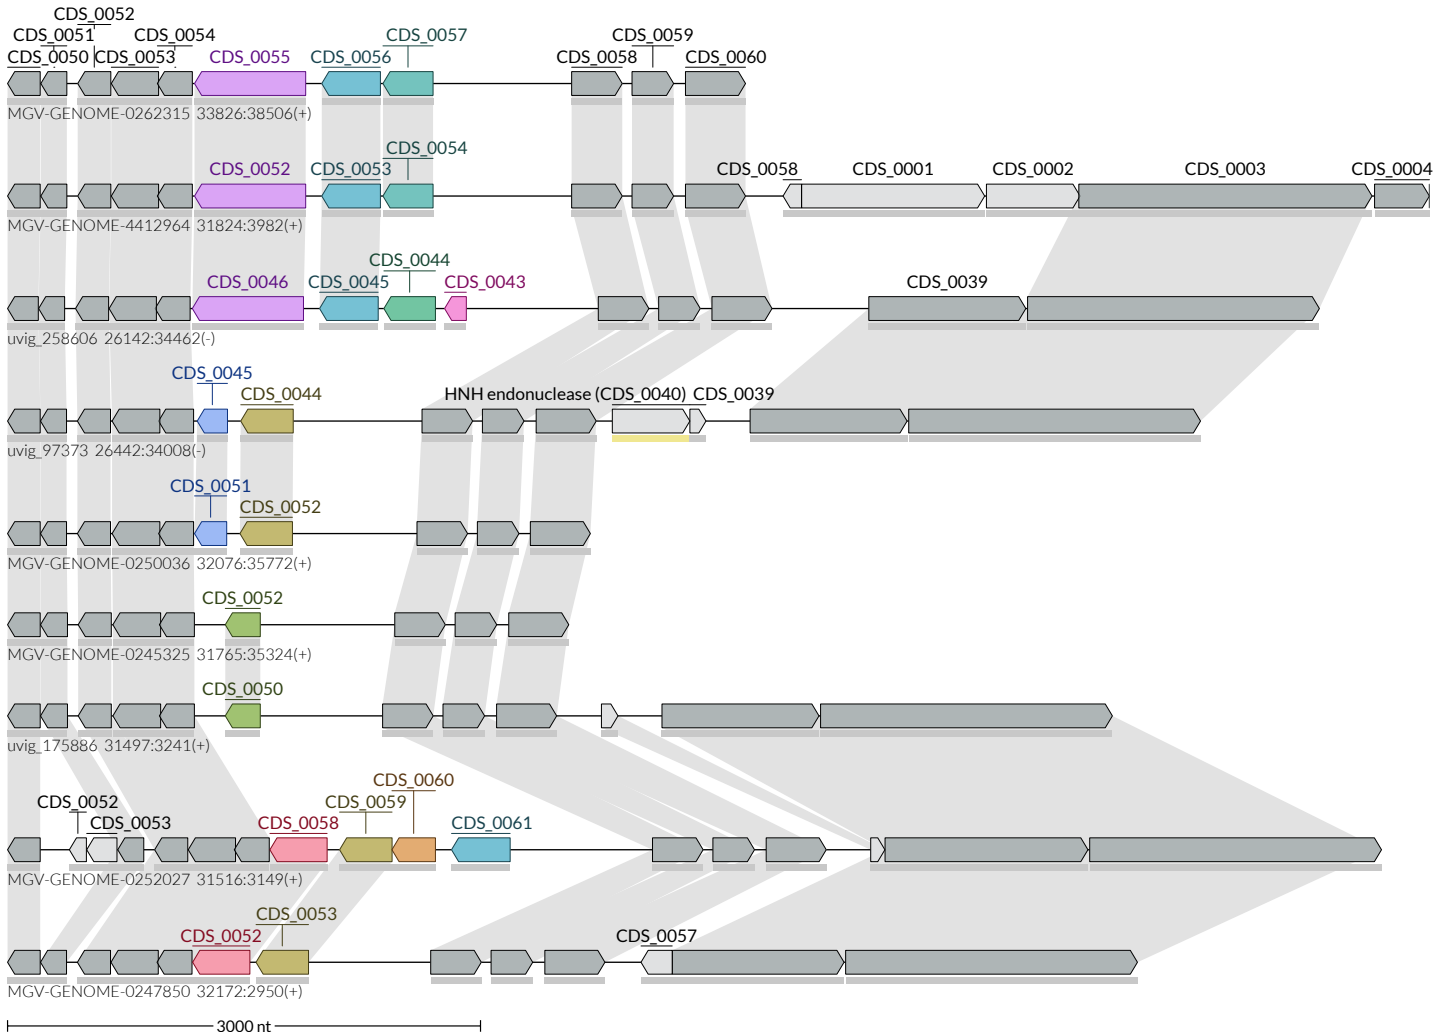 CDS_0052
CDS_0051 CDS_0054 CDS_0057 CDS_0059
CDS_0050 CDS_0053 CDS_0055 CDS_0056 CDS_0058 CDS_0060
MGV-GENOME-0262315 33826:38506(+)
CDS_0054
CDS_0052 CDS_0053 CDS_0058 CDS_0001 CDS_0002 CDS_0003 CDS_0004
MGV-GENOME-4412964 31824:3982(+)
CDS_0044
CDS_0046 CDS_0045 CDS_0043 CDS_0039
uvig_258606 26142:34462(-)
CDS_0045
CDS_0044 HNH endonuclease (CDS_0040) CDS_0039
uvig_97373 26442:34008(-)
CDS_0051
CDS_0052
MGV-GENOME-0250036 32076:35772(+)
CDS_0052
MGV-GENOME-0245325 31765:35324(+)
CDS_0050
uvig_175886 31497:3241(+)
CDS_0060
CDS_0052 CDS_0059
CDS_0053 CDS_0058 CDS_0061
MGV-GENOME-0252027 31516:3149(+)
CDS_0053
CDS_0052 CDS_0057
MGV-GENOME-0247850 32172:2950(+)
3000 nt